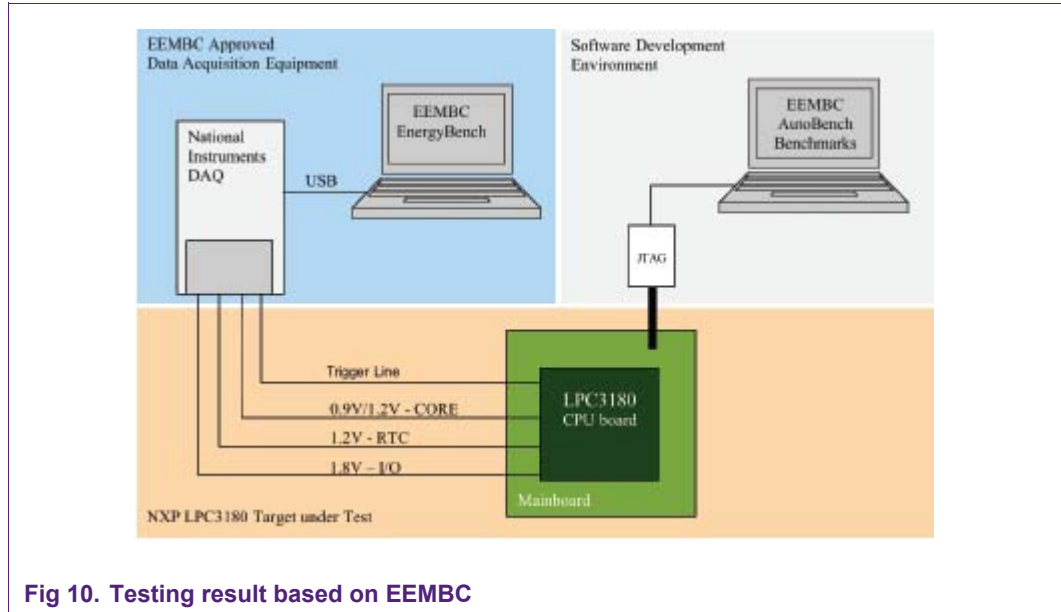 EEMBC Approved
Data Acquisition Equipment
National
Instruments
DAQ
USB
EEMBC
EnergyBench
Software Development
Environment
EEMBC
AutoBench
Benchmarks
JTAG
Trigger Line
0.9V/1.2V - CORE
1.2V - RTC
1.8V – I/O
LPC3180
CPU board
Mainboard
NXP LPC3180 Target under Test
Fig 10. Testing result based on EEMBC